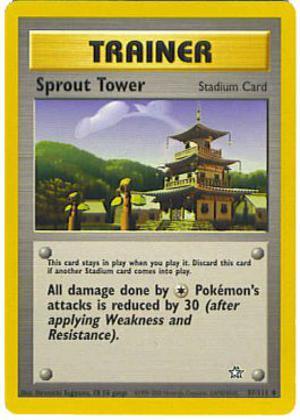 TRAINER
Sprout Tower Stadium Card
This card stays in play when you play it. Discard this card
if another Stadium card comes into play.
All damage done by Pokémon's
attacks is reduced by 30 (after
applying Weakness and
Resistance).
97/111